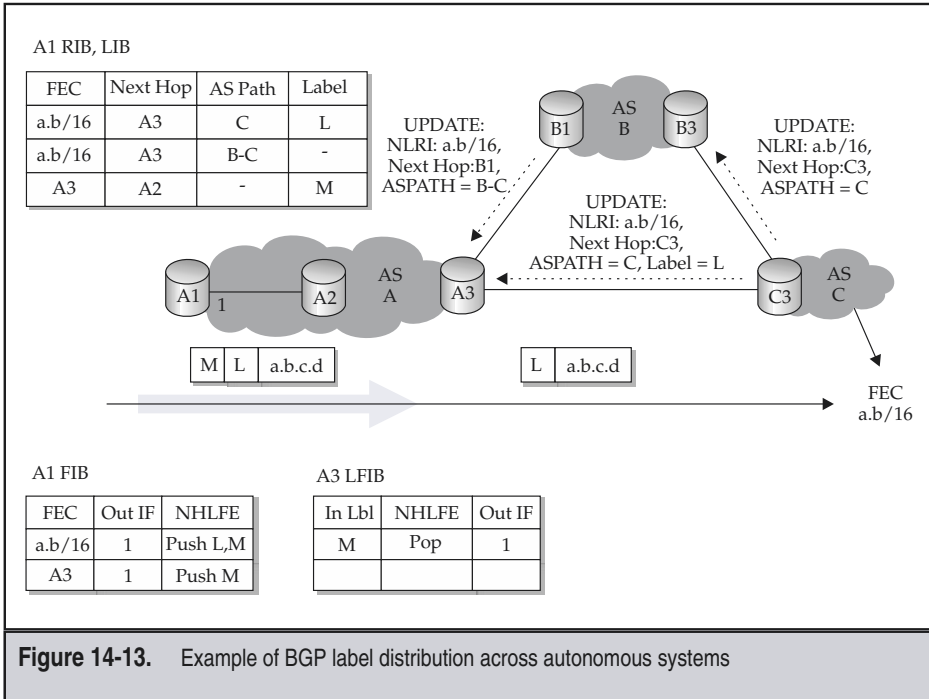 A1 RIB, LIB
FEC Next Hop AS Path Label
a.b/16 A3 C L
a.b/16 A3 B-C -
A3 A2 - M
UPDATE:
NLRI: a.b/16,
Next Hop:B1,
ASPATH = B-C
B1
AS
B
B3
UPDATE:
NLRI: a.b/16,
Next Hop:C3,
ASPATH = C
UPDATE:
NLRI: a.b/16,
Next Hop:C3,
ASPATH = C, Label = L
A1
1
A2
AS
A
A3
C3
AS
C
M L a.b.c.d
L a.b.c.d
FEC
a.b/16
A1 FIB
FEC Out IF NHLFE
a.b/16 1 Push L,M
A3 1 Push M
A3 LFIB
In Lbl NHLFE Out IF
M Pop 1
Figure 14-13. Example of BGP label distribution across autonomous systems